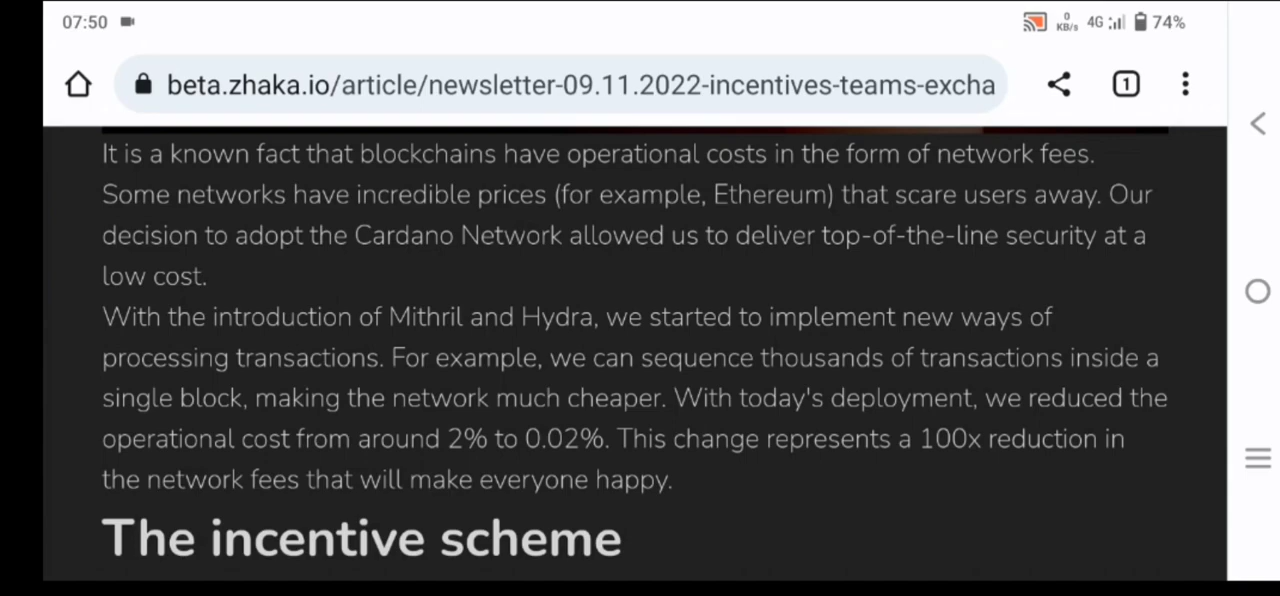 07:50
0 KB/s 4G 74%
beta.zhaka.io/article/newsletter-09.11.2022-incentives-teams-excha
1
It is a known fact that blockchains have operational costs in the form of network fees.
Some networks have incredible prices (for example, Ethereum) that scare users away. Our
decision to adopt the Cardano Network allowed us to deliver top-of-the-line security at a
low cost.
With the introduction of Mithril and Hydra, we started to implement new ways of
processing transactions. For example, we can sequence thousands of transactions inside a
single block, making the network much cheaper. With today's deployment, we reduced the
operational cost from around 2% to 0.02%. This change represents a 100x reduction in
the network fees that will make everyone happy.
The incentive scheme